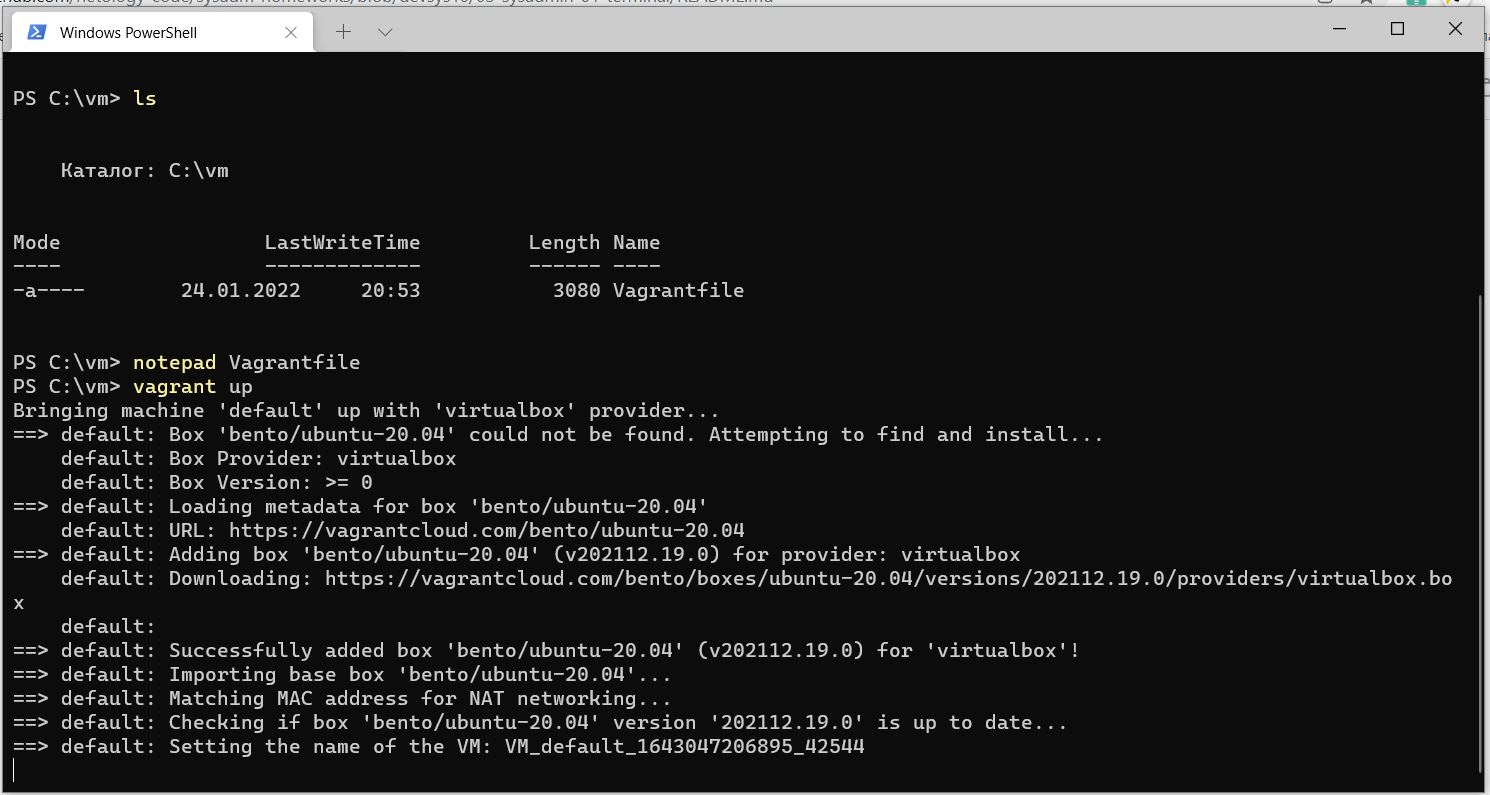 Windows PowerShell
PS C:\vm> ls
Каталог: C:\vm
Mode LastWriteTime Length Name
---- ------------- ------ ----
-a---- 24.01.2022 20:53 3080 Vagrantfile
PS C:\vm> notepad Vagrantfile
PS C:\vm> vagrant up
Bringing machine 'default' up with 'virtualbox' provider...
==> default: Box 'bento/ubuntu-20.04' could not be found. Attempting to find and install...
default: Box Provider: virtualbox
default: Box Version: >= 0
==> default: Loading metadata for box 'bento/ubuntu-20.04'
default: URL: https://vagrantcloud.com/bento/ubuntu-20.04
==> default: Adding box 'bento/ubuntu-20.04' (v202112.19.0) for provider: virtualbox
default: Downloading: https://vagrantcloud.com/bento/boxes/ubuntu-20.04/versions/202112.19.0/providers/virtualbox.bo
x
default:
==> default: Successfully added box 'bento/ubuntu-20.04' (v202112.19.0) for 'virtualbox'!
==> default: Importing base box 'bento/ubuntu-20.04'...
==> default: Matching MAC address for NAT networking...
==> default: Checking if box 'bento/ubuntu-20.04' version '202112.19.0' is up to date...
==> default: Setting the name of the VM: VM_default_1643047206895_42544